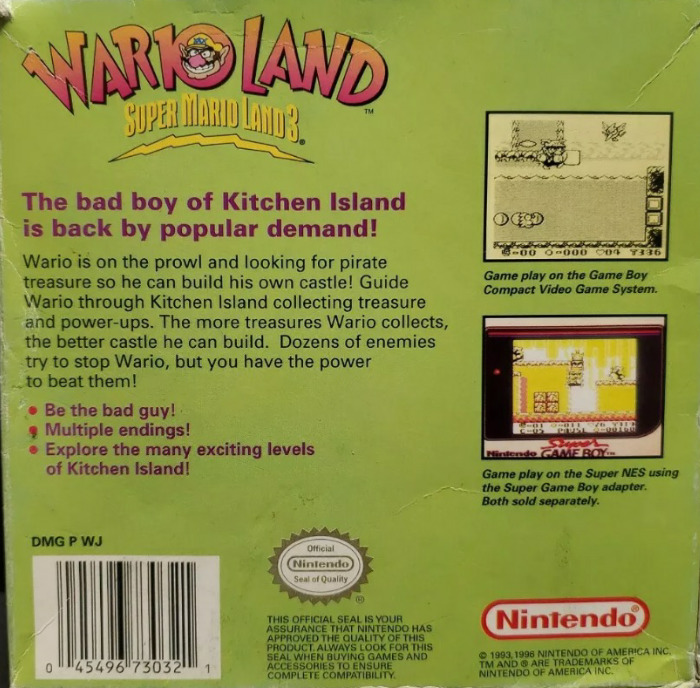 WARIO LAND
TM
SUPER MARIO LAND 3®
The bad boy of Kitchen Island
is back by popular demand!
Wario is on the prowl and looking for pirate
treasure so he can build his own castle! Guide
Wario through Kitchen Island collecting treasure
and power-ups. The more treasures Wario collects,
the better castle he can build. Dozens of enemies
try to stop Wario, but you have the power
to beat them!
• Be the bad guy!
• Multiple endings!
• Explore the many exciting levels
of Kitchen Island!
Game play on the Game Boy
Compact Video Game System.
PAUSE
Super
Nintendo GAME BOY™
Game play on the Super NES using
the Super Game Boy adapter.
Both sold separately.
DMG P WJ
0 45496 73032 1
Official
Nintendo
Seal of Quality
®
THIS OFFICIAL SEAL IS YOUR
ASSURANCE THAT NINTENDO HAS
APPROVED THE QUALITY OF THIS
PRODUCT. ALWAYS LOOK FOR THIS
SEAL WHEN BUYING GAMES AND
ACCESSORIES TO ENSURE
COMPLETE COMPATIBILITY.
Nintendo®
© 1993, 1996 NINTENDO OF AMERICA INC.
TM AND ® ARE TRADEMARKS OF
NINTENDO OF AMERICA INC.